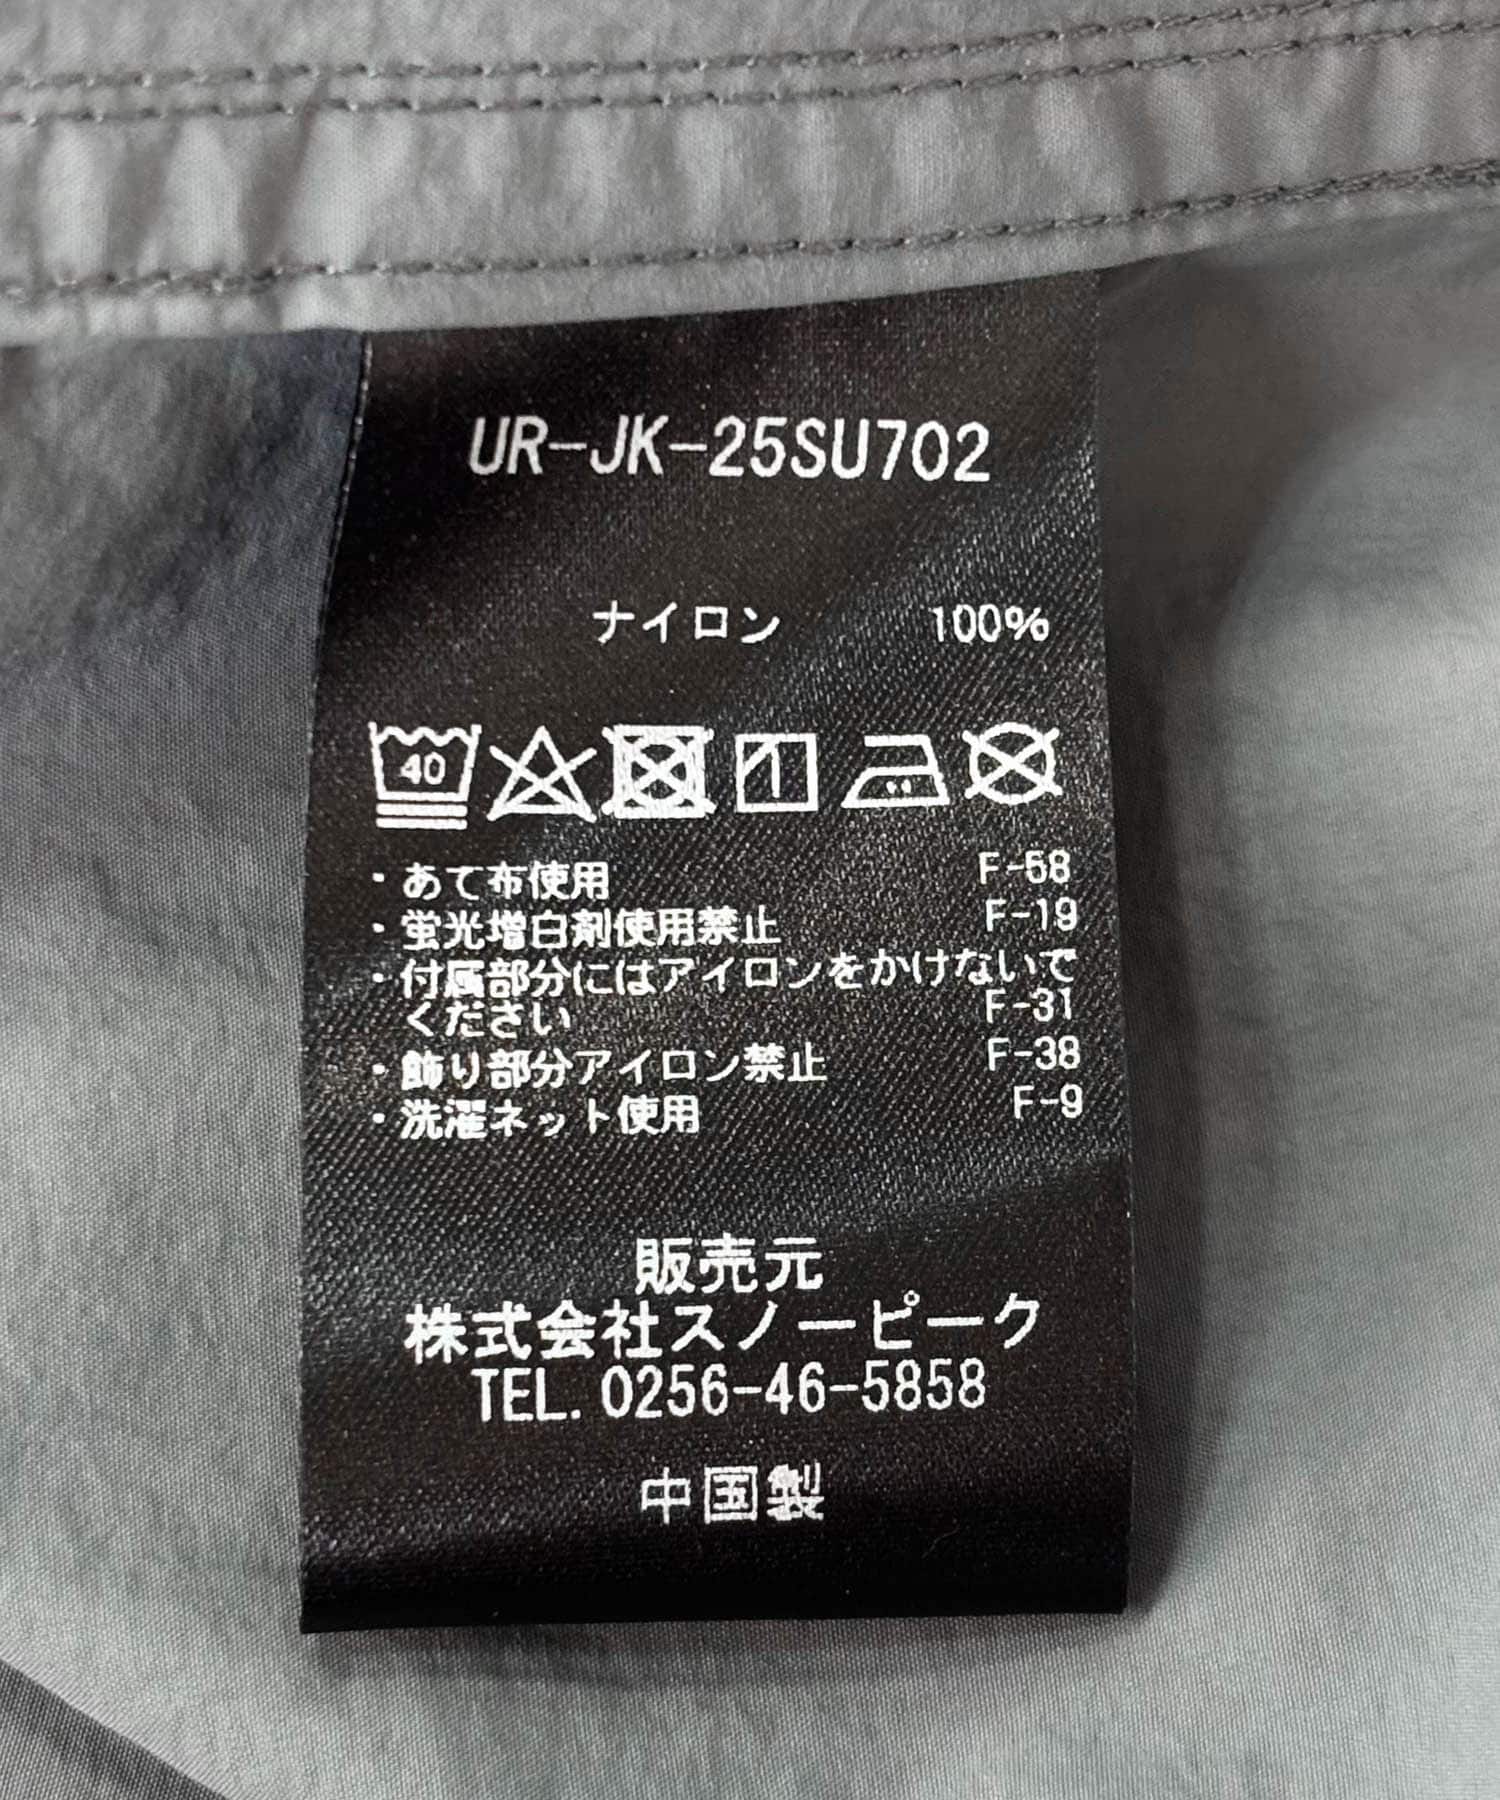 UR-JK-25SU702
ナイロン 100%
40
・あて布使用 F-58
・蛍光増白剤使用禁止 F-19
・付属部分にはアイロンをかけないで
ください F-31
・飾り部分アイロン禁止 F-38
・洗濯ネット使用 F-9
販売元
株式会社スノーピーク
TEL. 0256-46-5858
中国製